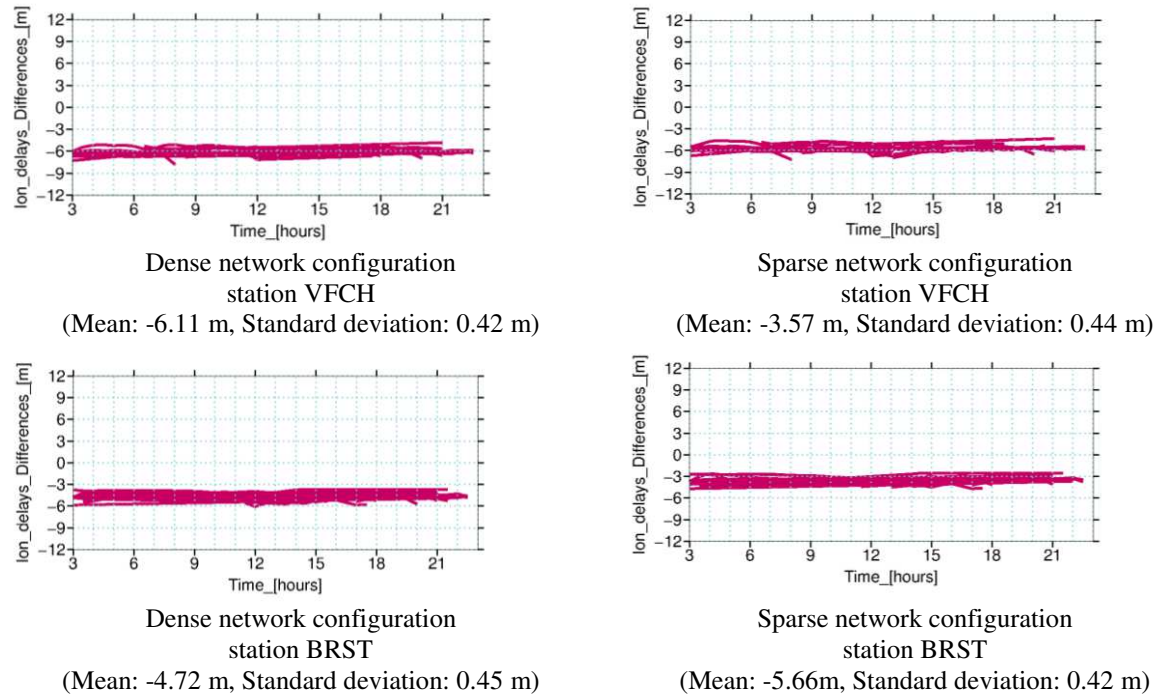 Ion_delays_Differences_[m]
12
9
6
3
0
−3
−6
−9
−12
3 6 9 12 15 18 21
Time_[hours]
Dense network configuration
station VFCH
(Mean: -6.11 m, Standard deviation: 0.42 m)
Ion_delays_Differences_[m]
12
9
6
3
0
−3
−6
−9
−12
3 6 9 12 15 18 21
Time_[hours]
Sparse network configuration
station VFCH
(Mean: -3.57 m, Standard deviation: 0.44 m)
Ion_delays_Differences_[m]
12
9
6
3
0
−3
−6
−9
−12
3 6 9 12 15 18 21
Time_[hours]
Dense network configuration
station BRST
(Mean: -4.72 m, Standard deviation: 0.45 m)
Ion_delays_Differences_[m]
12
9
6
3
0
−3
−6
−9
−12
3 6 9 12 15 18 21
Time_[hours]
Sparse network configuration
station BRST
(Mean: -5.66m, Standard deviation: 0.42 m)